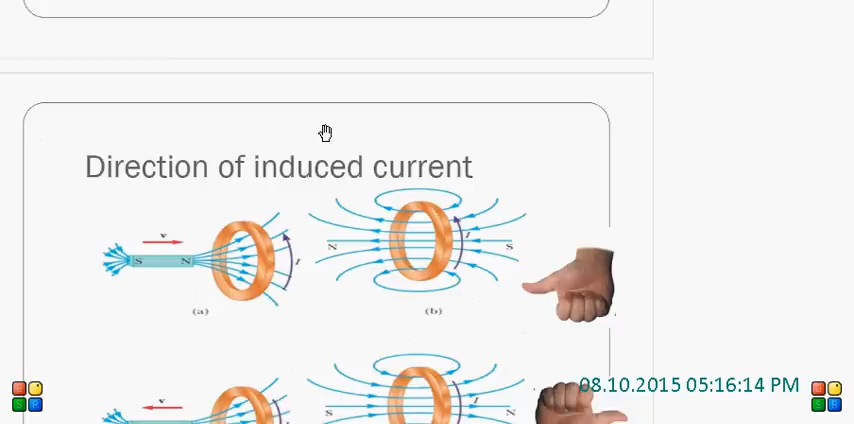 Direction of induced current
v
S N I
N I S
(a) (b)
v
S I N
08.10.2015 05:16:14 PM
E
S R
E
S R